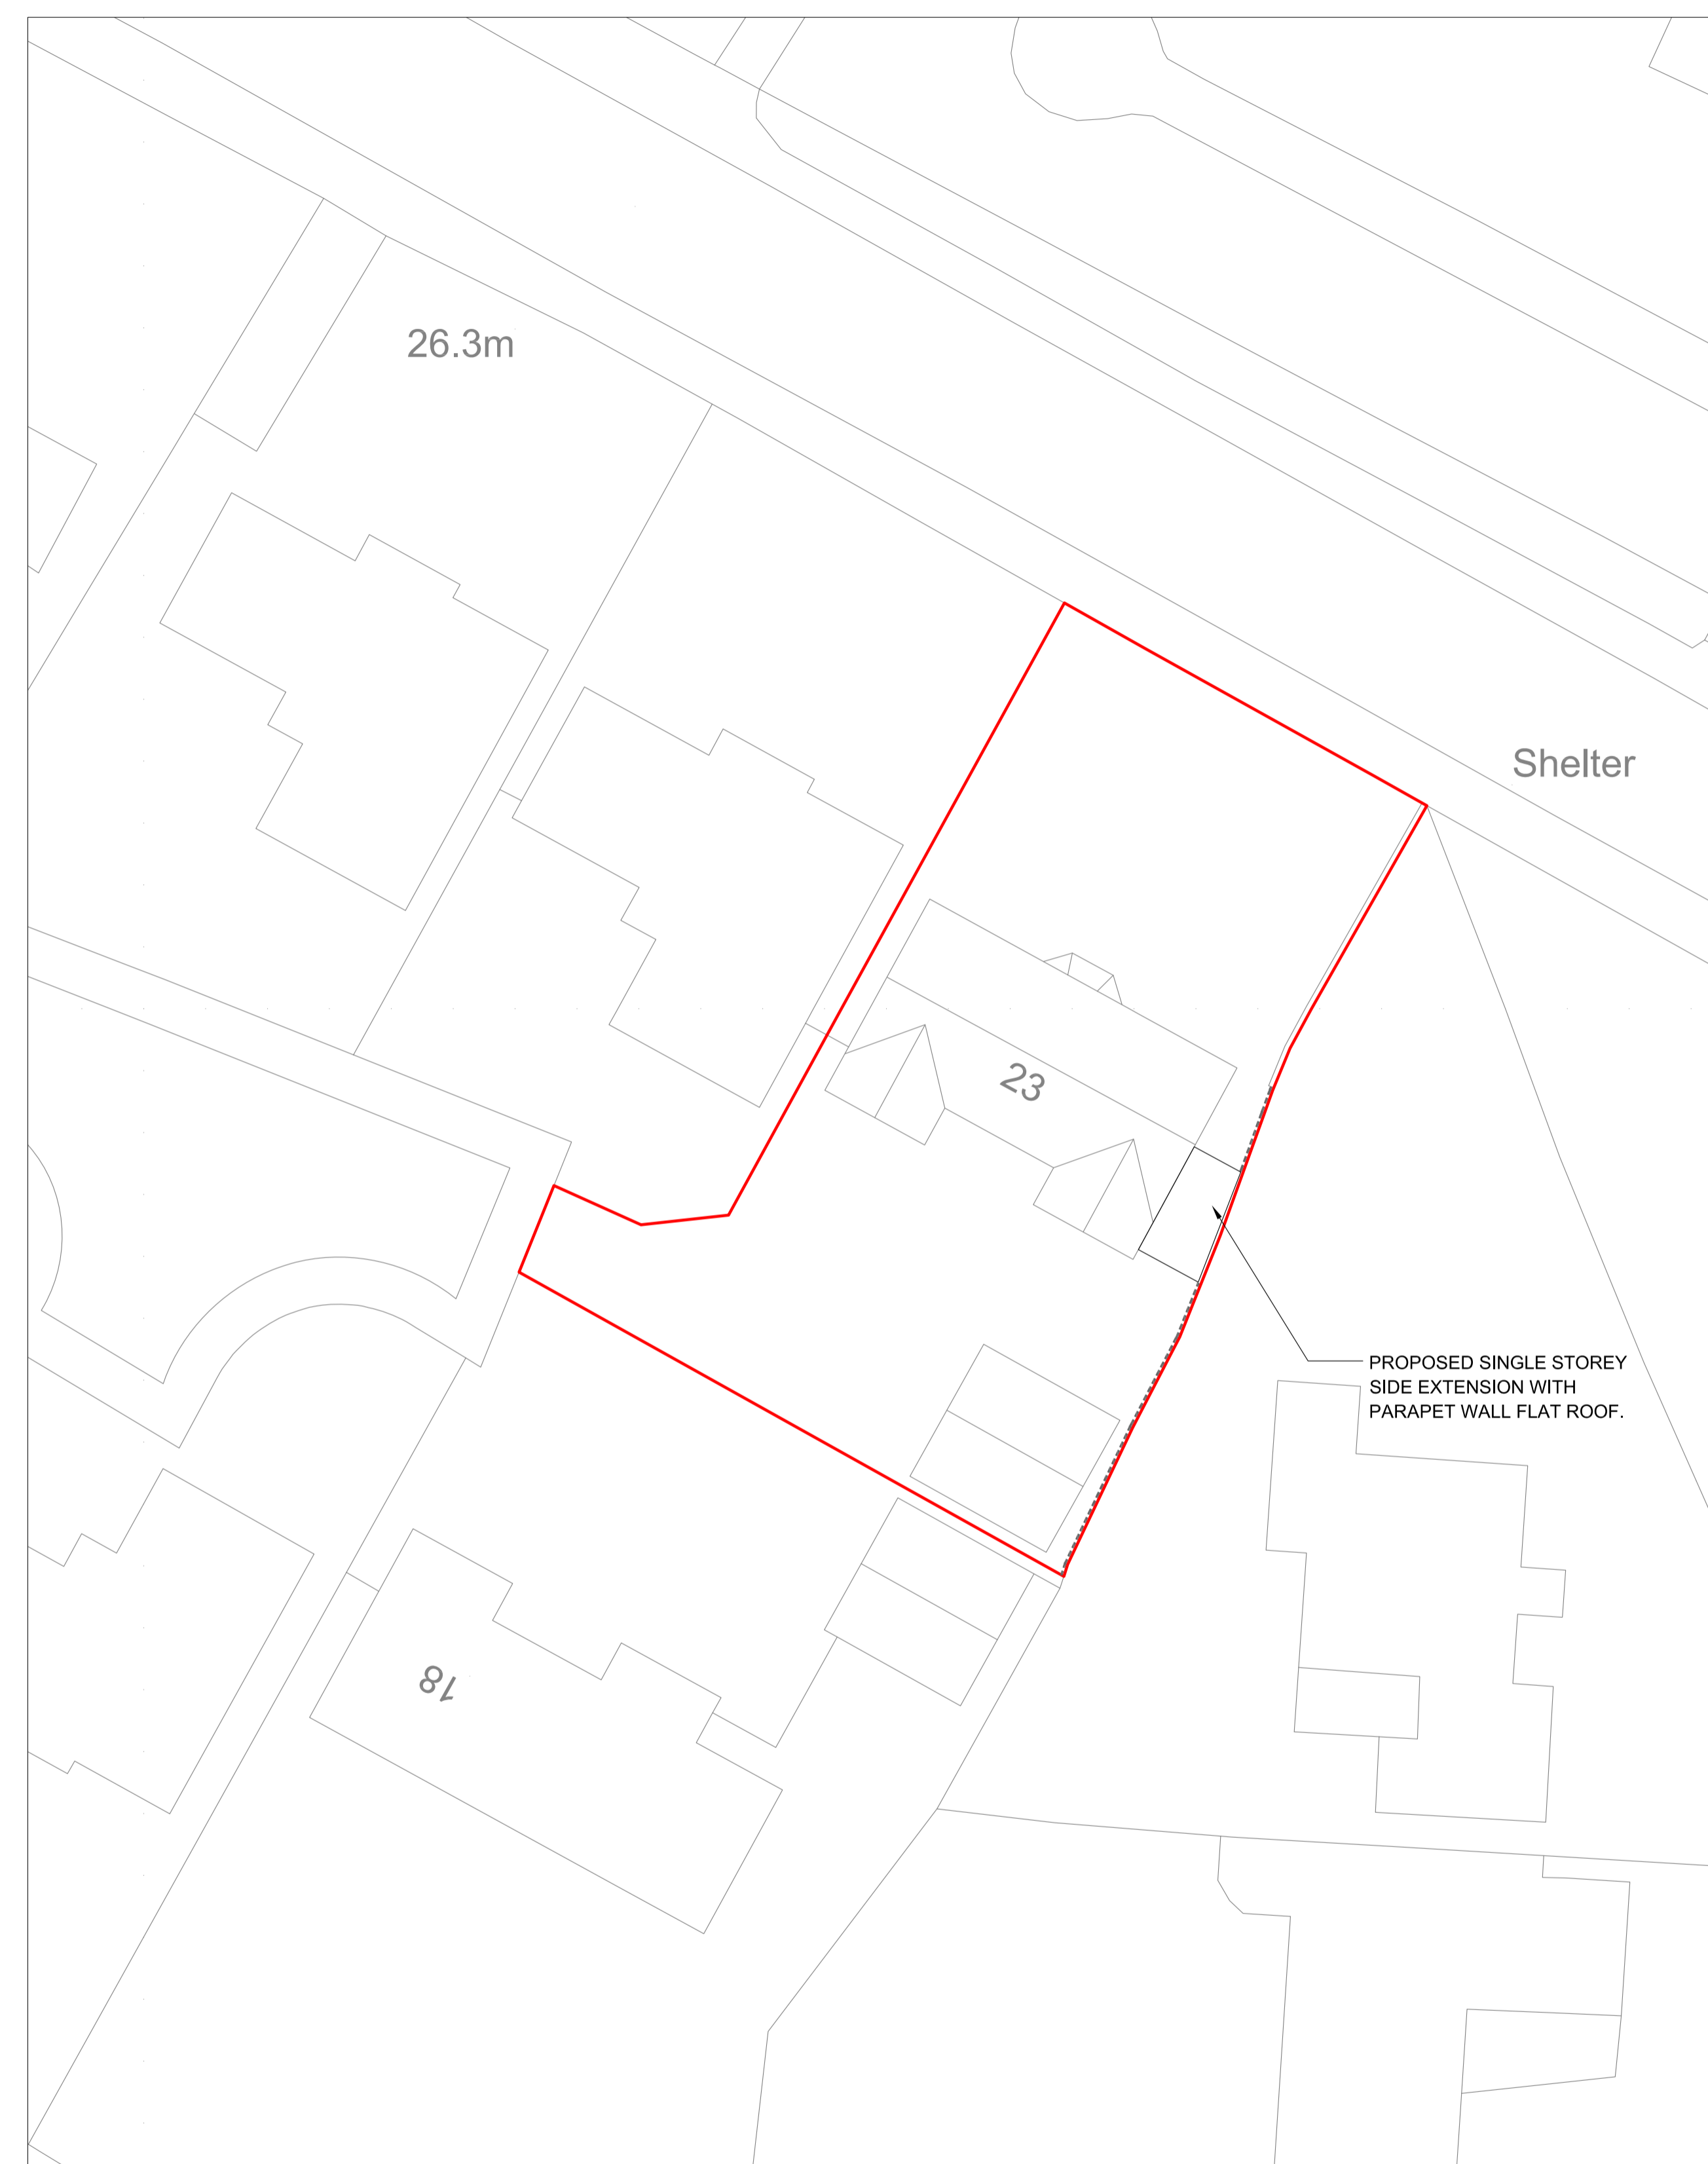 26.3m
Shelter
23
PROPOSED SINGLE STOREY
SIDE EXTENSION WITH
PARAPET WALL FLAT ROOF.
18